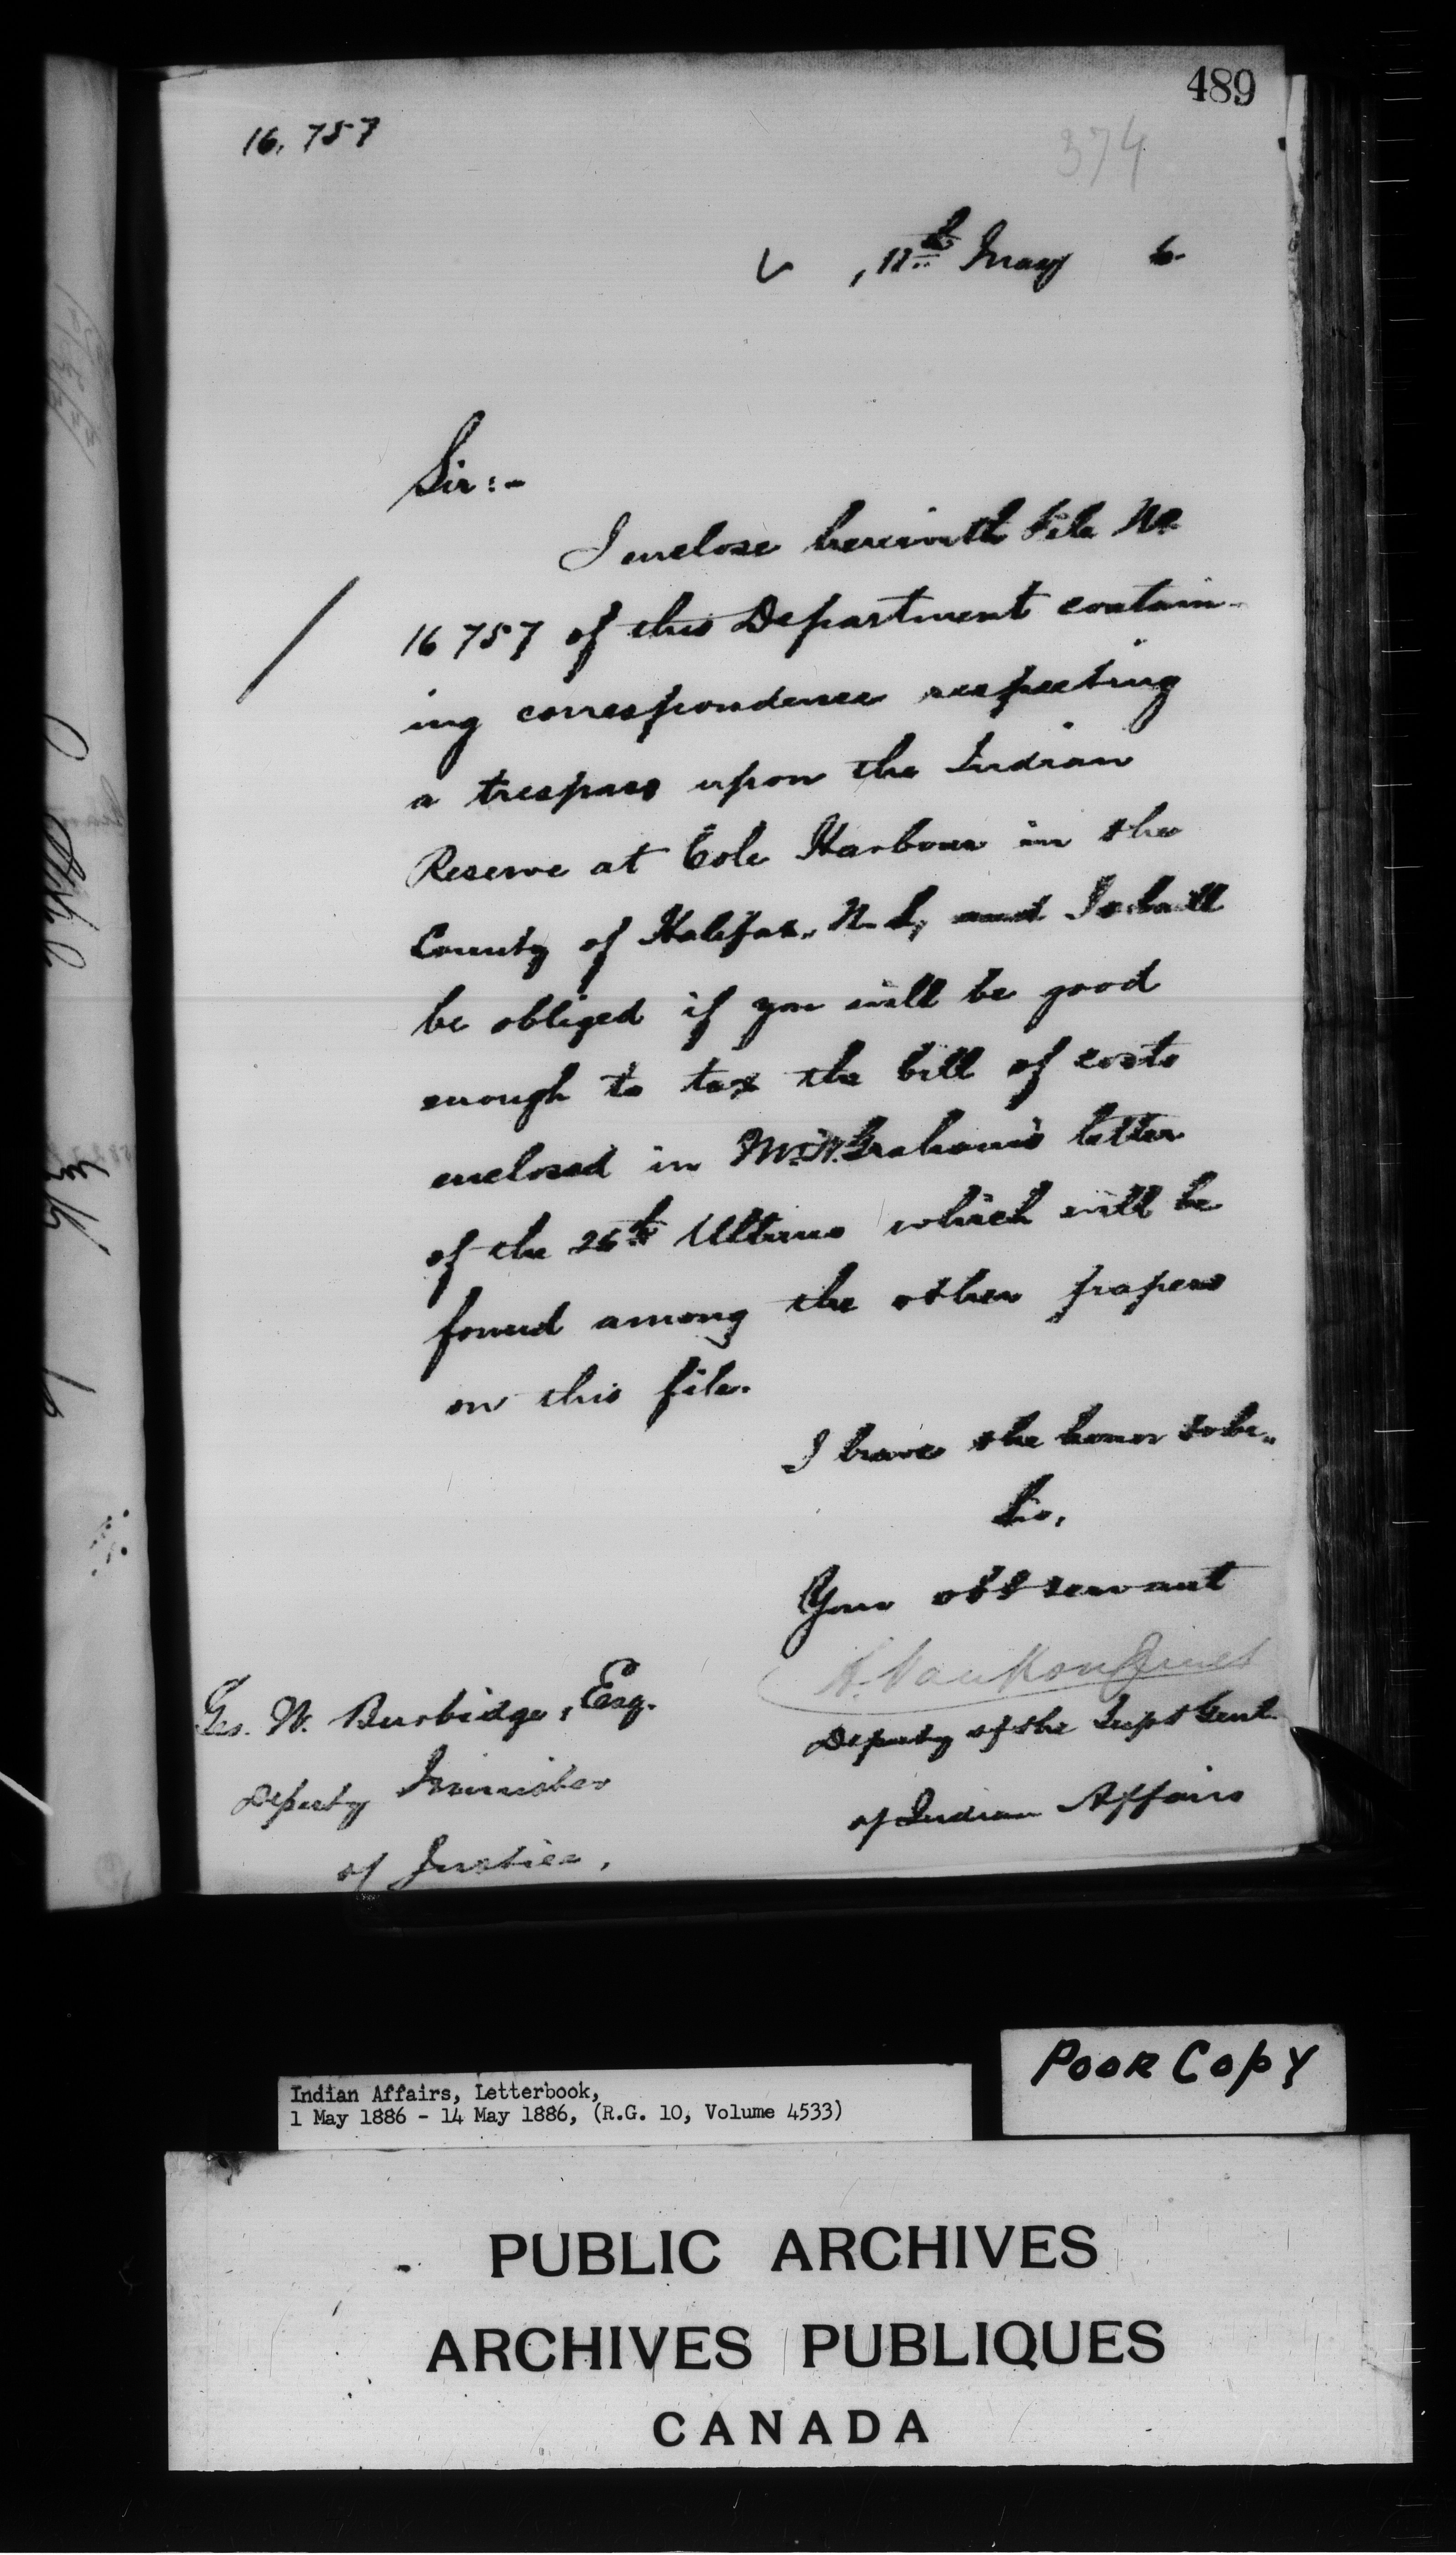 489
16,757
374
, 11th May 6.
Sir:-
I enclose herewith File No.
16757 of this Department contain-
ing correspondence respecting
a trespass upon the Indian
Reserve at Cole Harbour in the
County of Halifax, N.S, and I shall
be obliged if you will be good
enough to tax the bill of costs
enclosed in Mr. W. Graham's letter
of the 26th Ultimo which will be
found among the other papers
on this file.
I have the honor to be,
Sir,
Your obt servant
L. VanKoughnet
Deputy of the Supt Genl.
of Indian Affairs
Geo. W. Burbidge, Esq.
Deputy Minister
of Justice,
POOR COPY
Indian Affairs, Letterbook,
1 May 1886 - 14 May 1886, (R.G. 10, Volume 4533)
PUBLIC ARCHIVES
ARCHIVES PUBLIQUES
CANADA